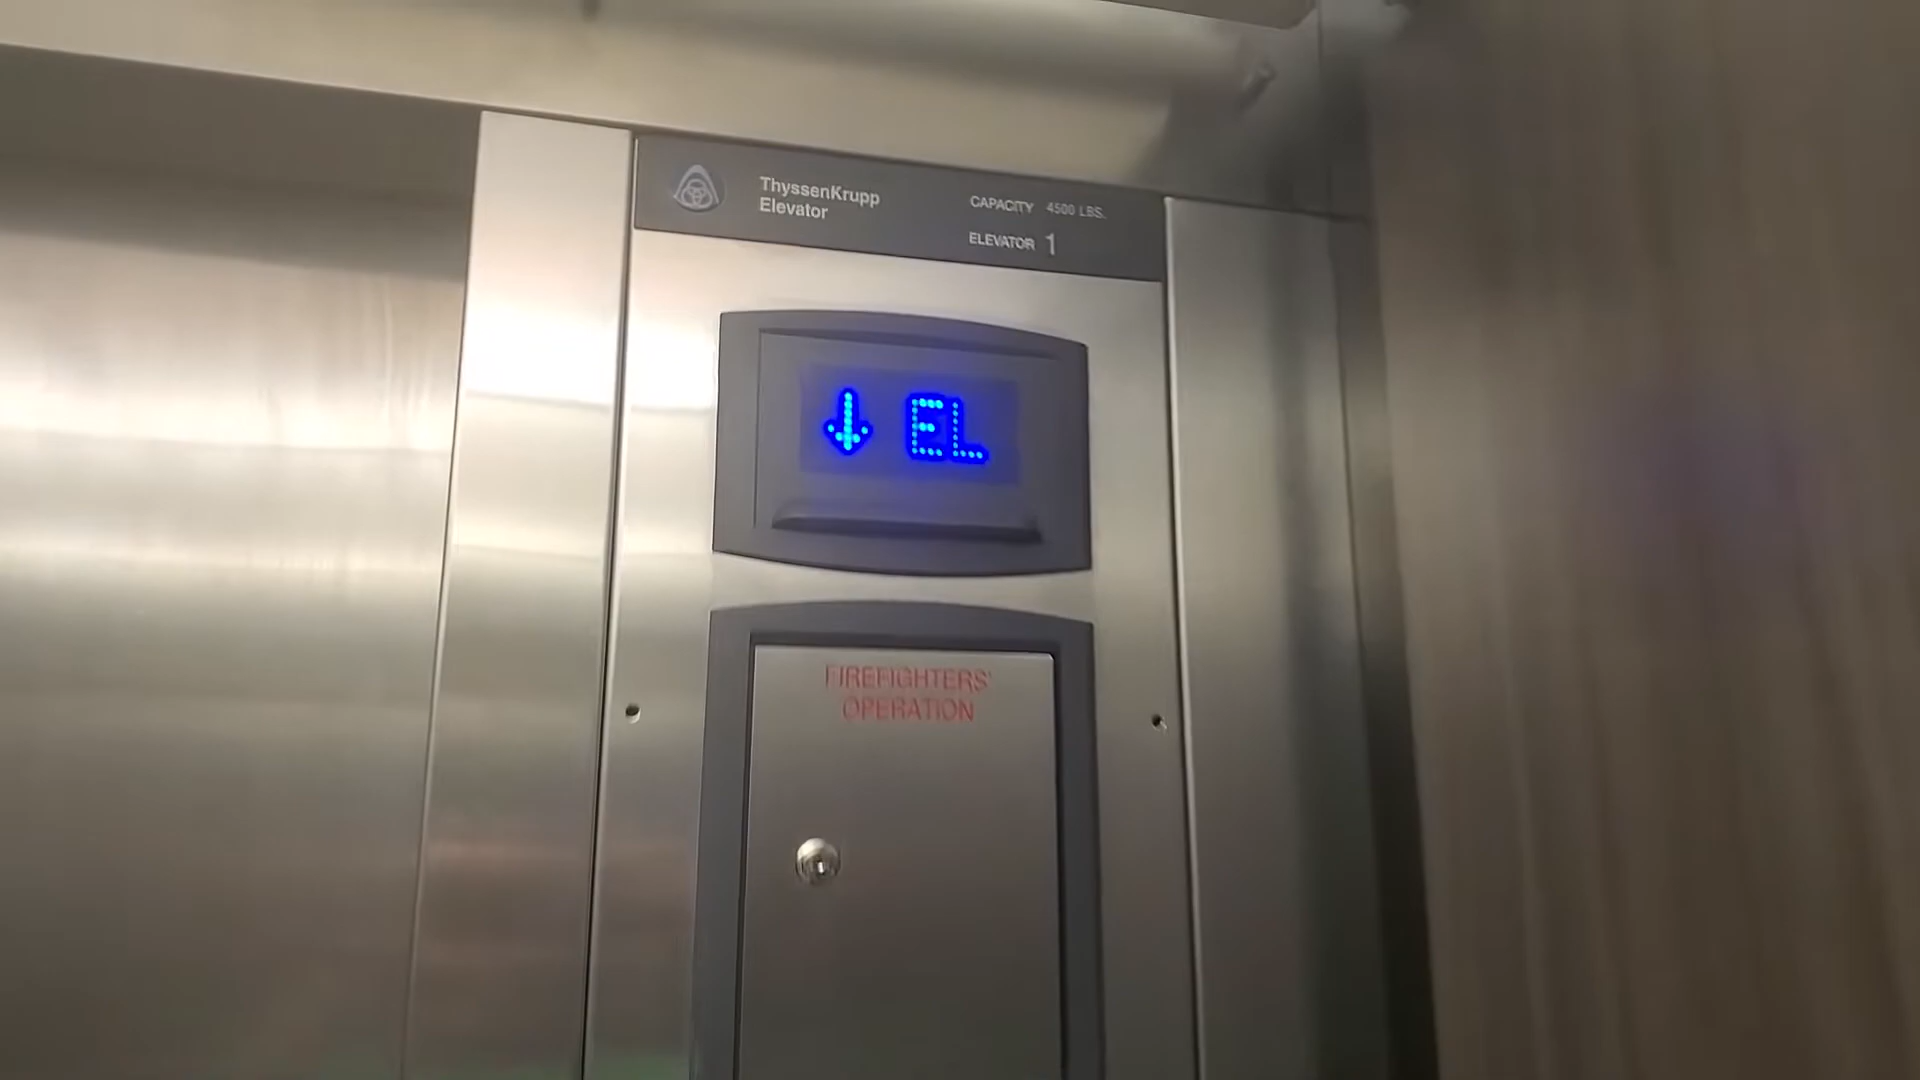 ThyssenKrupp
Elevator
CAPACITY 4500 LBS.
ELEVATOR 1
↓ EL
FIREFIGHTERS'
OPERATION